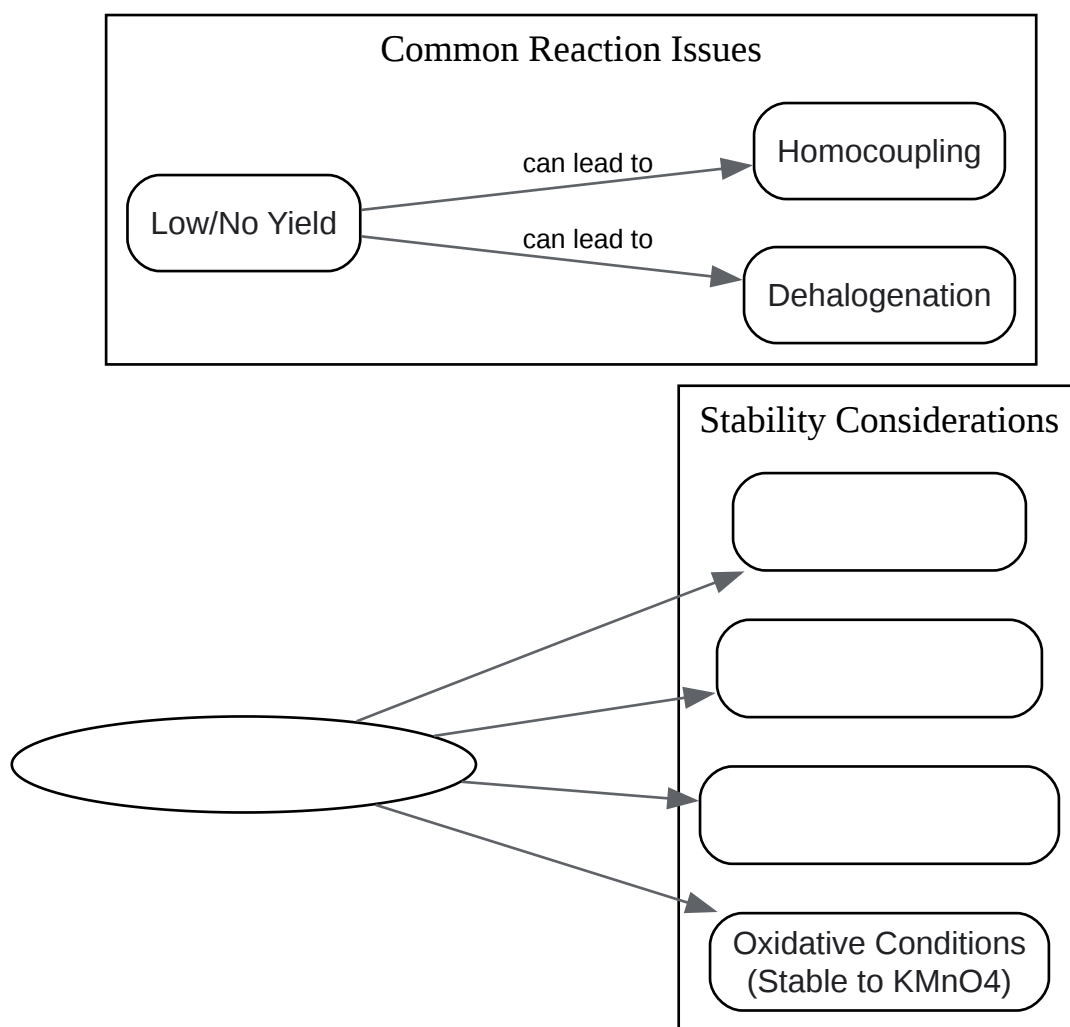 Common Reaction Issues
Low/No Yield
can lead to
Homocoupling
can lead to
Dehalogenation
Stability Considerations
Oxidative Conditions
(Stable to KMnO4)